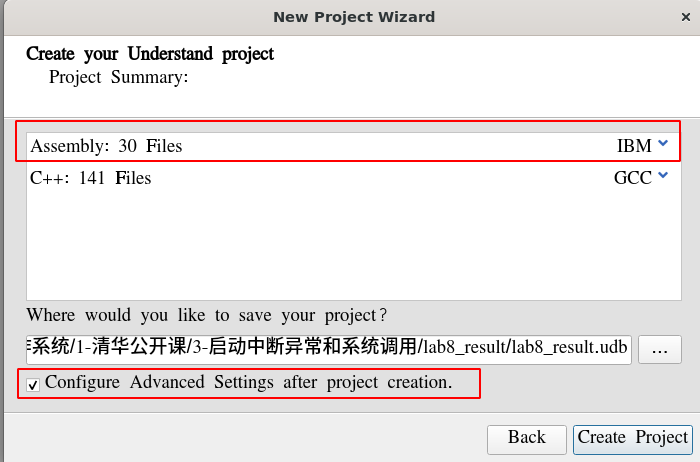 New Project Wizard
Create your Understand project
Project Summary:
Assembly: 30 Files IBM
C++: 141 Files GCC
Where would you like to save your project?
系统/1-清华公开课/3-启动中断异常和系统调用/lab8_result/lab8_result.udb ...
Configure Advanced Settings after project creation.
Back Create Project